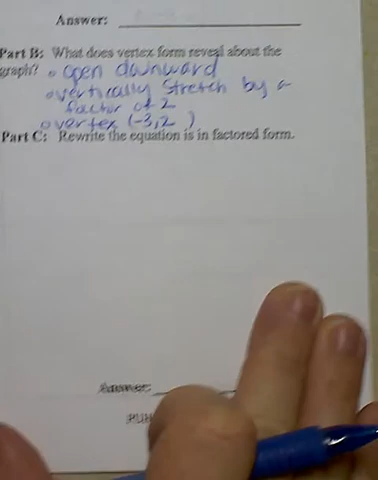 Answer:
Part B: What does vertex form reveal about the
graph? • open downward
• vertically stretch by a
factor of 2
• vertex (-3,2 )
Part C: Rewrite the equation is in factored form.
Answer: